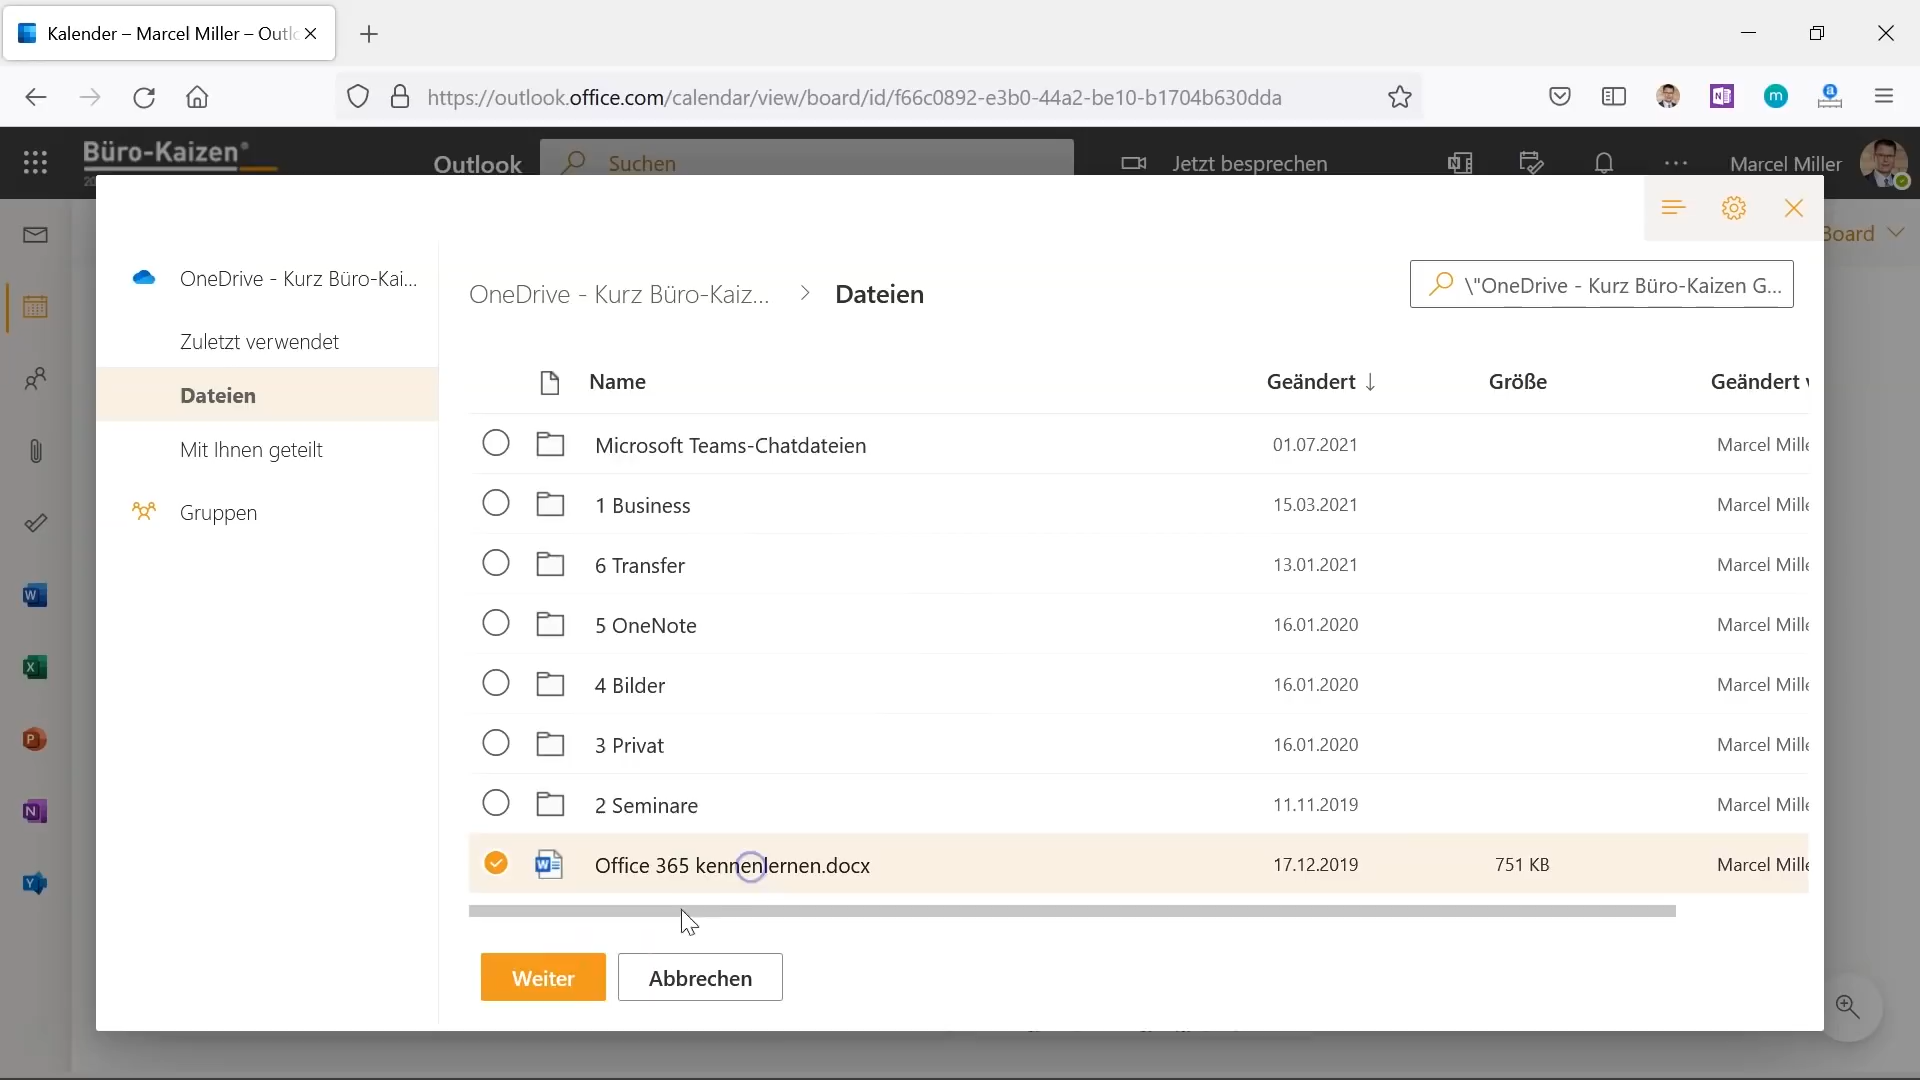 Kalender – Marcel Miller – Outlo
https://outlook.office.com/calendar/view/board/id/f66c0892-e3b0-44a2-be10-b1704b630dda
Büro-Kaizen®
Outlook
Suchen
Jetzt besprechen
Marcel Miller
Board
OneDrive - Kurz Büro-Kai...
Zuletzt verwendet
Dateien
Mit Ihnen geteilt
Gruppen
OneDrive - Kurz Büro-Kaiz... > Dateien
\"OneDrive - Kurz Büro-Kaizen G...
Name Geändert ↓ Größe Geändert v
Microsoft Teams-Chatdateien 01.07.2021 Marcel Mille
1 Business 15.03.2021 Marcel Mille
6 Transfer 13.01.2021 Marcel Mille
5 OneNote 16.01.2020 Marcel Mille
4 Bilder 16.01.2020 Marcel Mille
3 Privat 16.01.2020 Marcel Mille
2 Seminare 11.11.2019 Marcel Mille
Office 365 kennenlernen.docx 17.12.2019 751 KB Marcel Mille
Weiter
Abbrechen